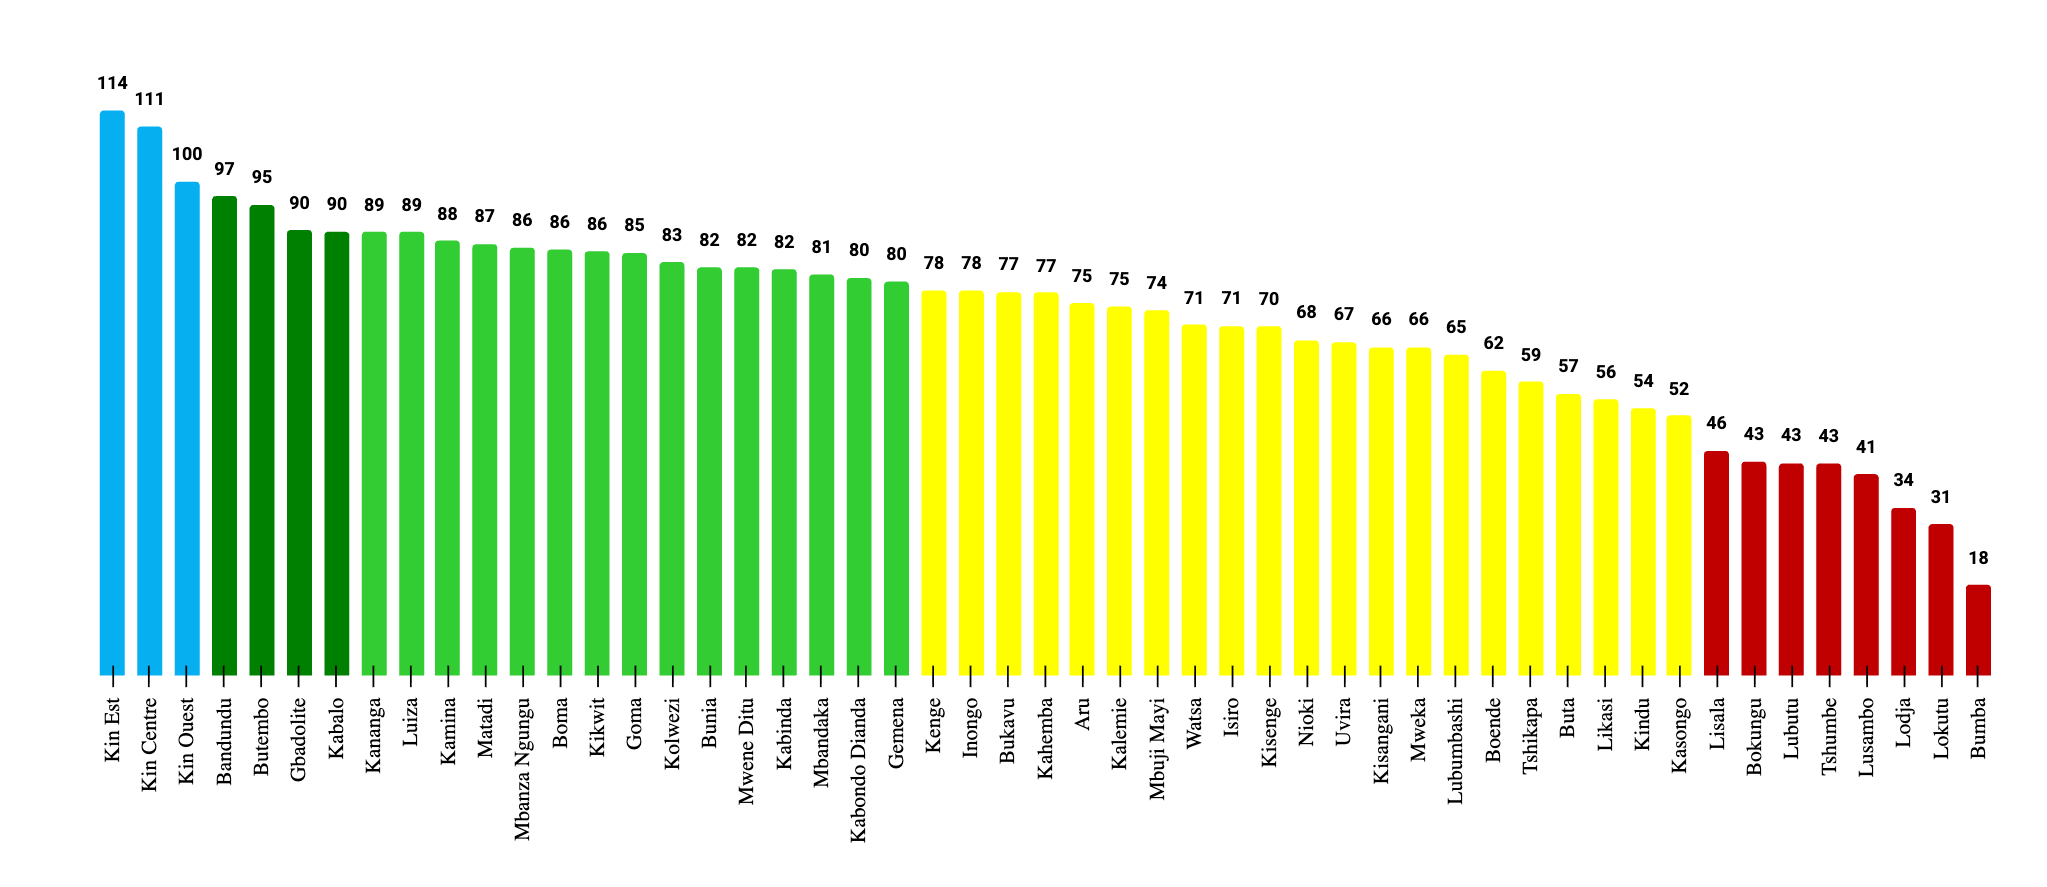 114
111
100
97
95
90
90
89
89
88
87
86
86
86
85
83
82
82
82
81
80
80
78
78
77
77
75
75
74
71
71
70
68
67
66
66
65
62
59
57
56
54
52
46
43
43
43
41
34
31
18
Kin Est
Kin Centre
Kin Ouest
Bandundu
Butembo
Gbadolite
Kabalo
Kananga
Luiza
Kamina
Matadi
Mbanza Ngungu
Boma
Kikwit
Goma
Kolwezi
Bunia
Mwene Ditu
Kabinda
Mbandaka
Kabondo Dianda
Gemena
Kenge
Inongo
Bukavu
Kahemba
Aru
Kalemie
Mbuji Mayi
Watsa
Isiro
Kisenge
Nioki
Uvira
Kisangani
Mweka
Lubumbashi
Boende
Tshikapa
Buta
Likasi
Kindu
Kasongo
Lisala
Bokungu
Lubutu
Tshumbe
Lusambo
Lodja
Lokutu
Bumba